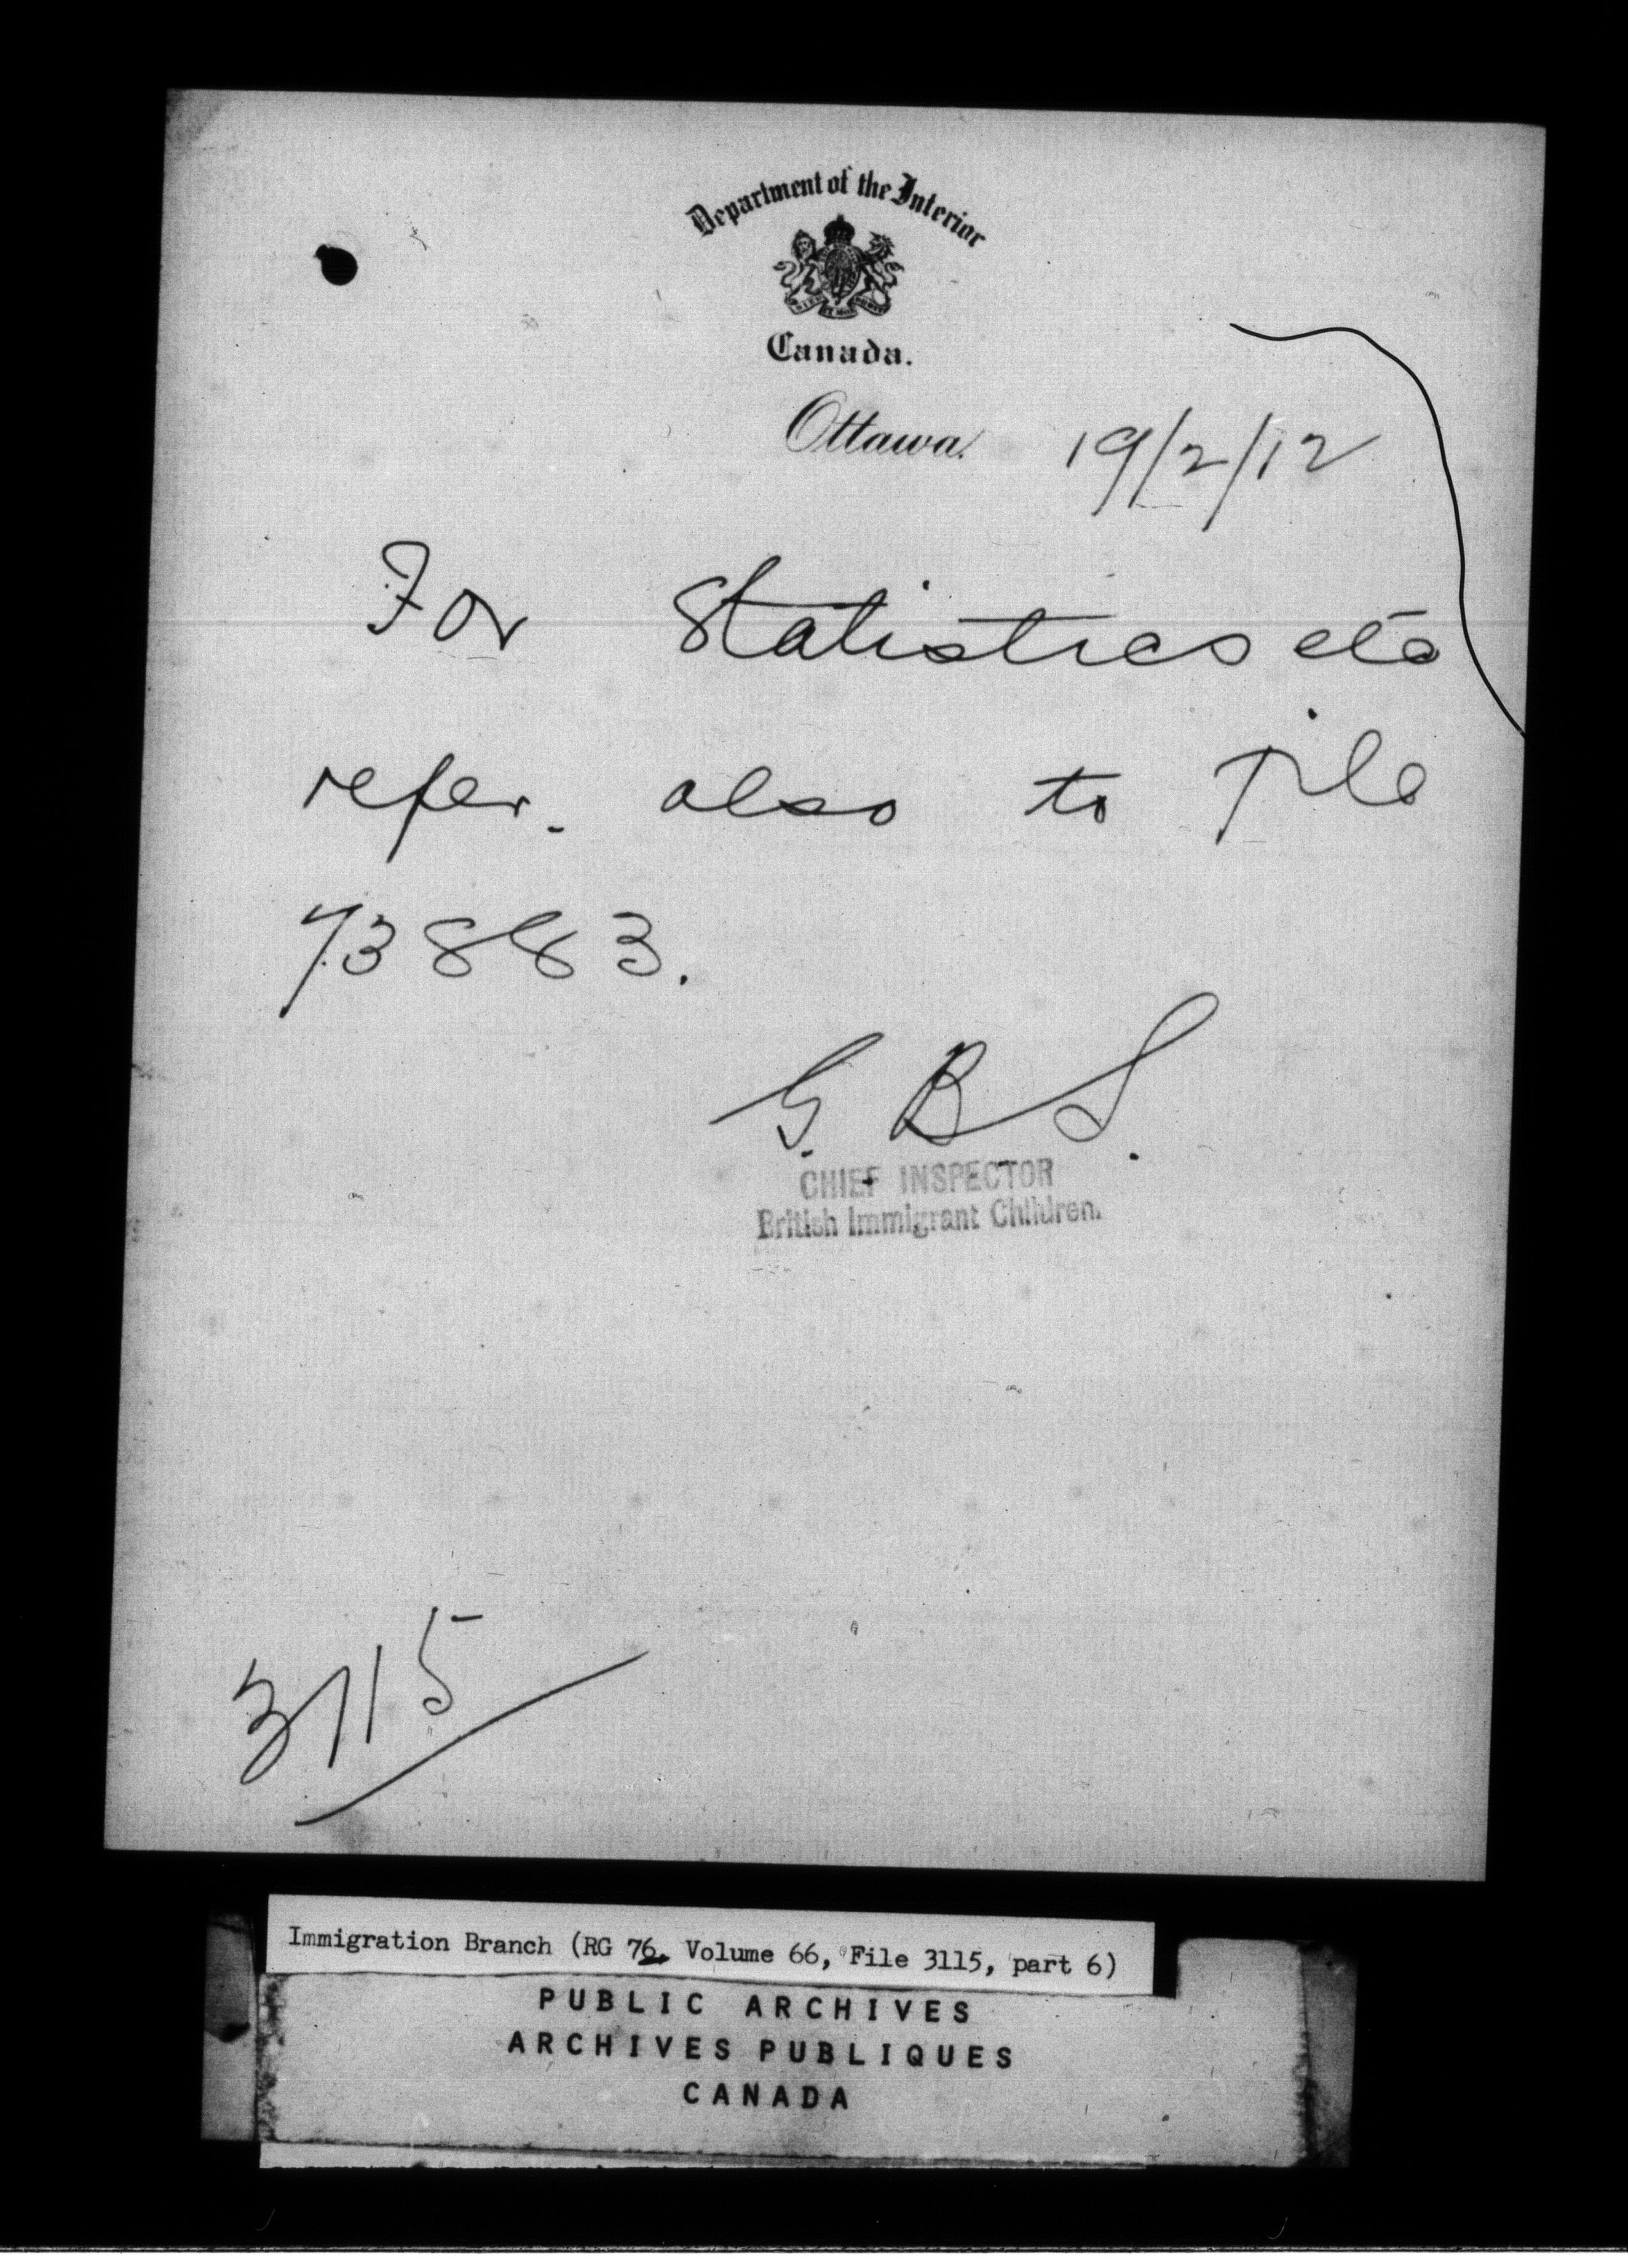 Department of the Interior
Canada.
Ottawa. 19/2/12
For Statistics etc
refer. also to File
73883.
G. B S.
CHIEF INSPECTOR
British Immigrant Children.
3115
Immigration Branch (RG 76, Volume 66, File 3115, part 6)
PUBLIC ARCHIVES
ARCHIVES PUBLIQUES
CANADA